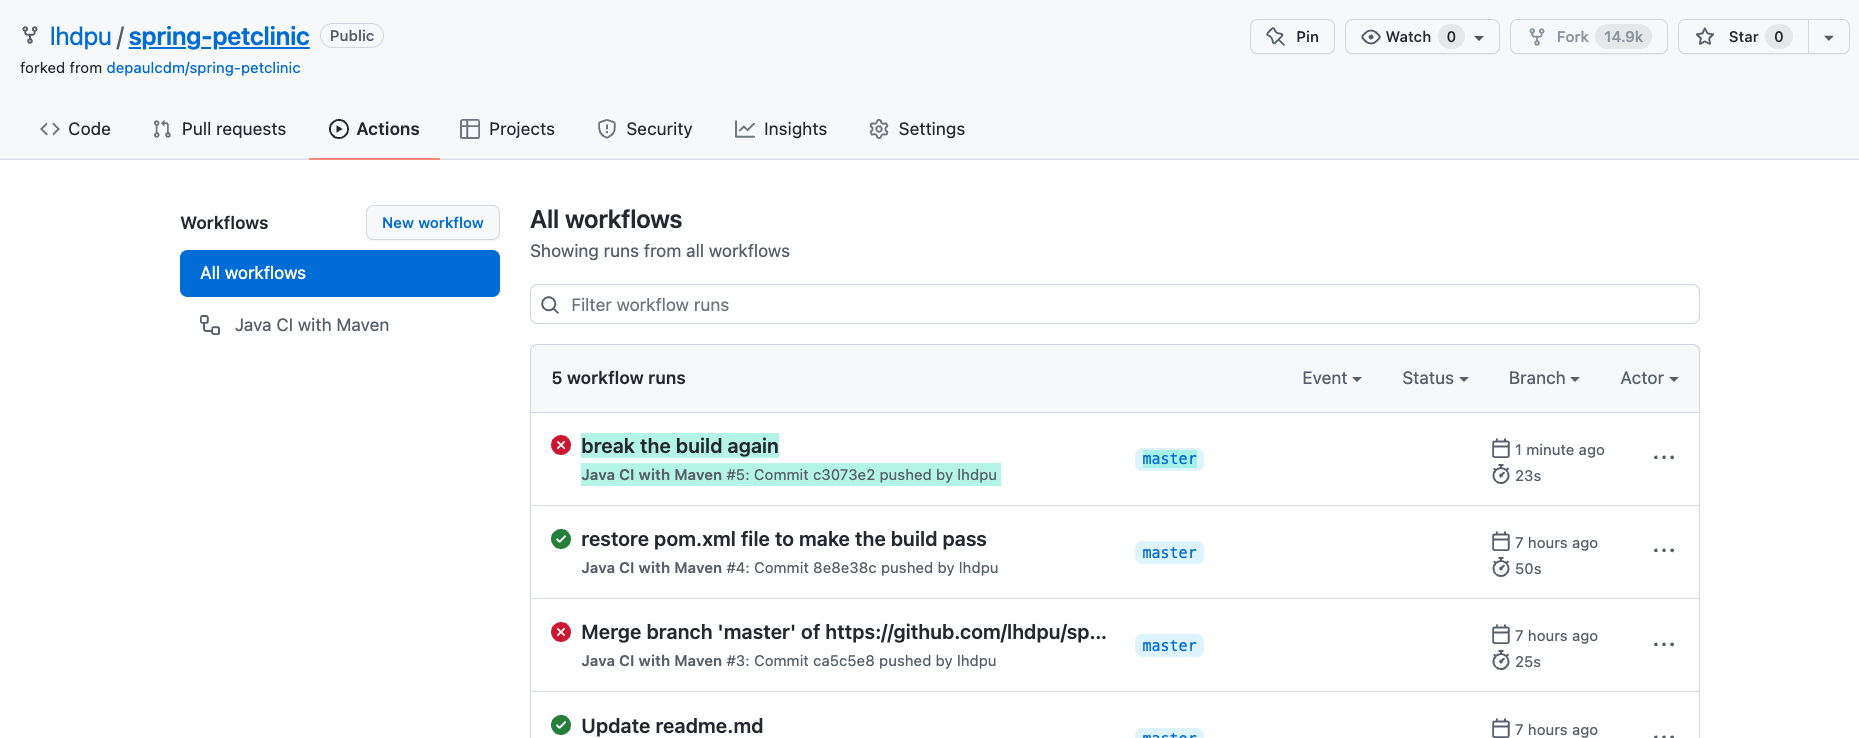 lhdpu / spring-petclinic Public
Pin Watch 0 Fork 14.9k Star 0
forked from depaulcdm/spring-petclinic
Code Pull requests Actions Projects Security Insights Settings
Workflows New workflow
All workflows
Java CI with Maven
All workflows
Showing runs from all workflows
Filter workflow runs
5 workflow runs Event Status Branch Actor
break the build again
Java CI with Maven #5: Commit c3073e2 pushed by lhdpu
master
1 minute ago
23s
restore pom.xml file to make the build pass
Java CI with Maven #4: Commit 8e8e38c pushed by lhdpu
master
7 hours ago
50s
Merge branch 'master' of https://github.com/lhdpu/sp...
Java CI with Maven #3: Commit ca5c5e8 pushed by lhdpu
master
7 hours ago
25s
Update readme.md
master
7 hours ago